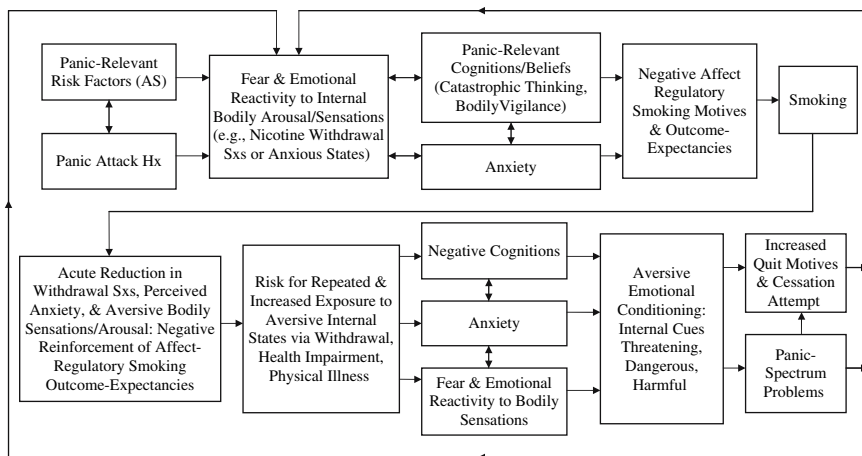 Panic-Relevant
Risk Factors (AS)
Panic Attack Hx
Fear & Emotional
Reactivity to Internal
Bodily Arousal/Sensations
(e.g., Nicotine Withdrawal
Sxs or Anxious States)
Panic-Relevant
Cognitions/Beliefs
(Catastrophic Thinking,
BodilyVigilance)
Anxiety
Negative Affect
Regulatory
Smoking Motives
& Outcome-
Expectancies
Smoking
Acute Reduction in
Withdrawal Sxs, Perceived
Anxiety, & Aversive Bodily
Sensations/Arousal: Negative
Reinforcement of Affect-
Regulatory Smoking
Outcome-Expectancies
Risk for Repeated &
Increased Exposure to
Aversive Internal
States via Withdrawal,
Health Impairment,
Physical Illness
Negative Cognitions
Anxiety
Fear & Emotional
Reactivity to Bodily
Sensations
Aversive
Emotional
Conditioning:
Internal Cues
Threatening,
Dangerous,
Harmful
Increased
Quit Motives
& Cessation
Attempt
Panic-
Spectrum
Problems